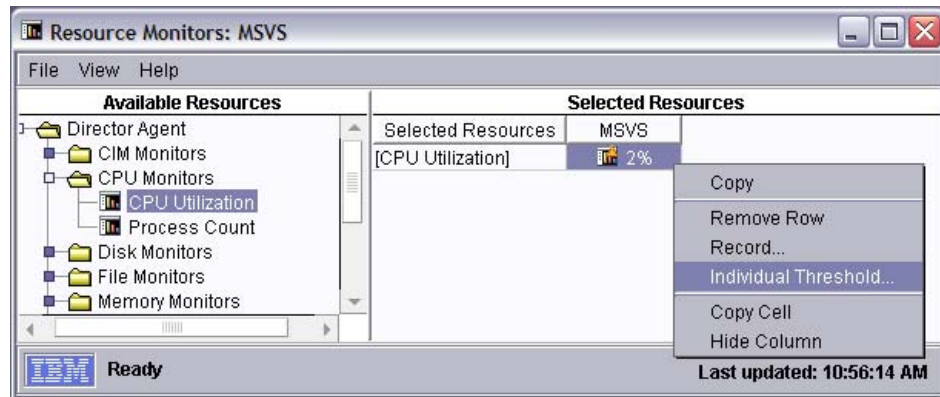 Resource Monitors: MSVS
File View Help
Available Resources
Selected Resources
Director Agent
CIM Monitors
CPU Monitors
CPU Utilization
Process Count
Disk Monitors
File Monitors
Memory Monitors
Selected Resources MSVS
[CPU Utilization] 2%
Copy
Remove Row
Record...
Individual Threshold...
Copy Cell
Hide Column
IBM Ready
Last updated: 10:56:14 AM